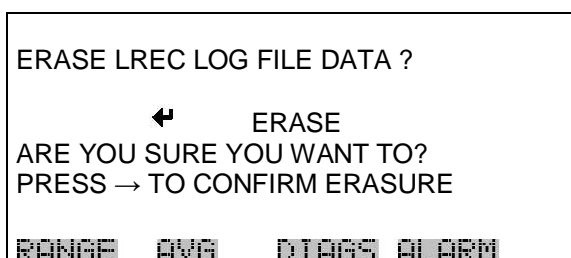 ERASE LREC LOG FILE DATA ?
↵ ERASE
ARE YOU SURE YOU WANT TO?
PRESS → TO CONFIRM ERASURE
RANGE AVG DIAGS ALARM